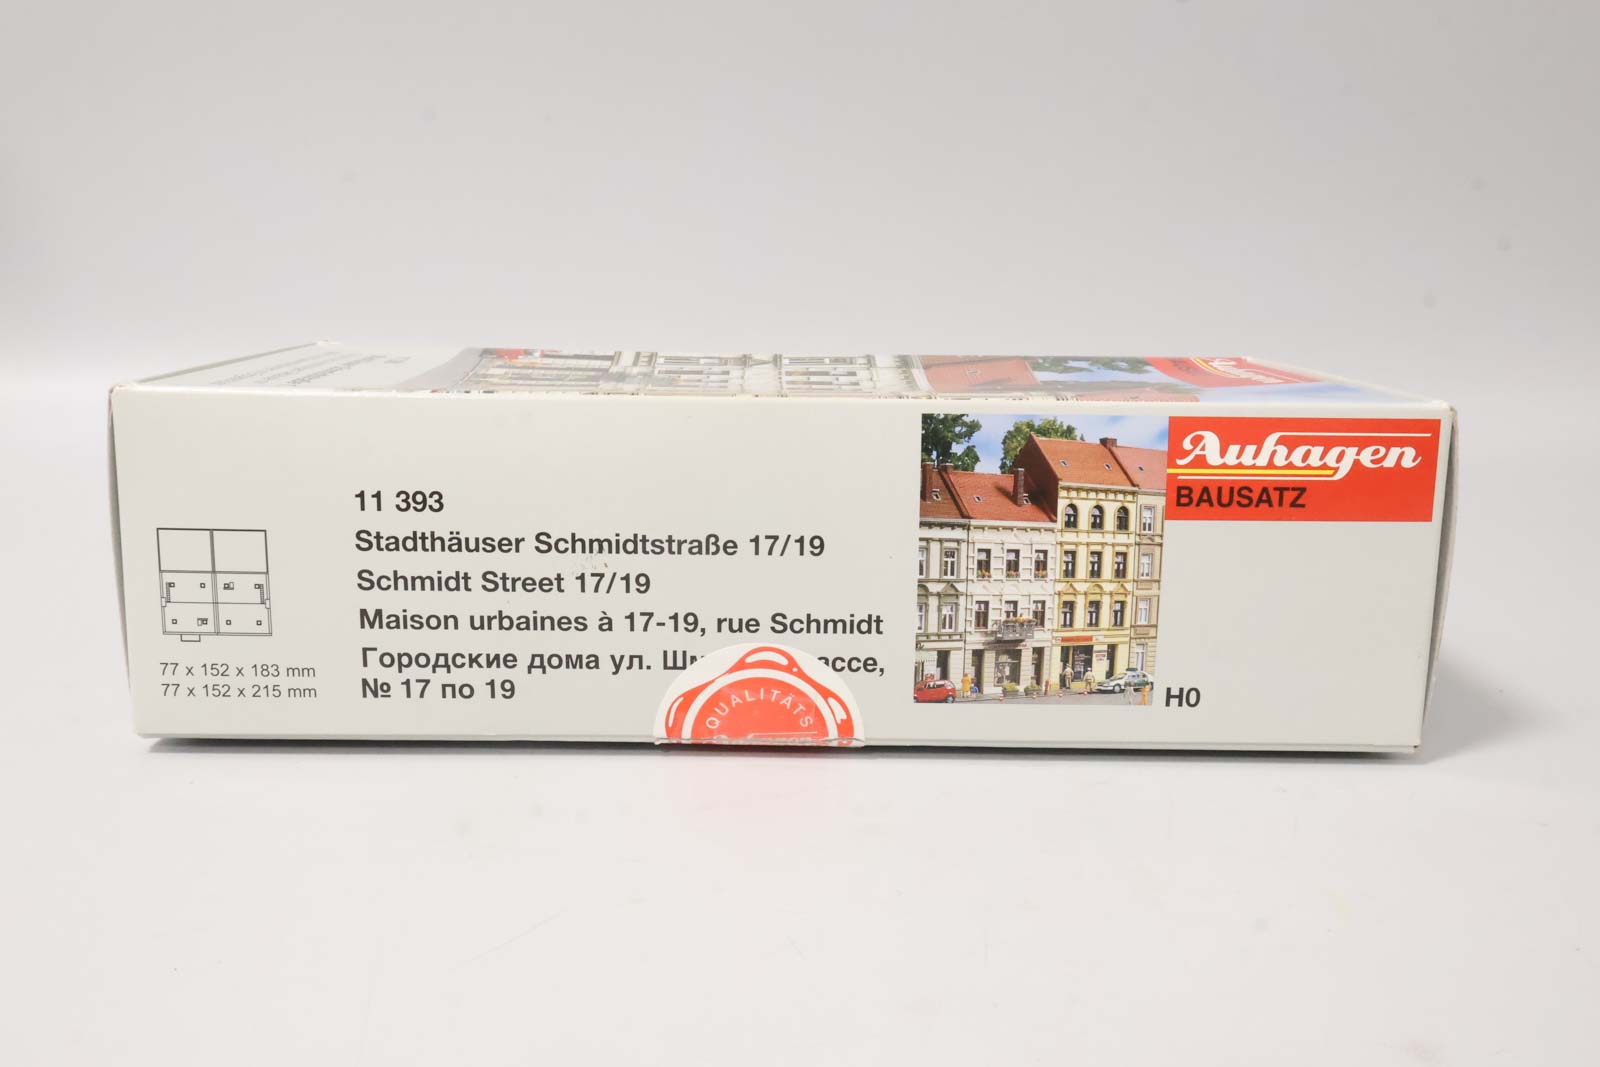 11 393
Stadthäuser Schmidtstraße 17/19
Schmidt Street 17/19
Maison urbaines à 17-19, rue Schmidt
Городские дома ул.
№ 17 по 19
77 x 152 x 183 mm
77 x 152 x 215 mm
QUALITÄTS
Auhagen
BAUSATZ
H0
Auhagen